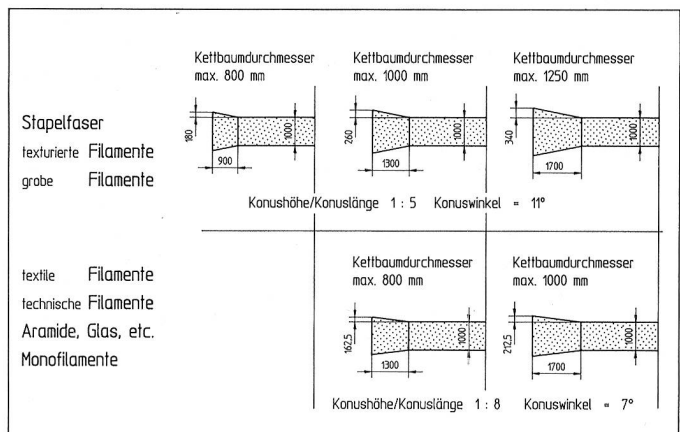 Kettbaumdurchmesser
max. 800 mm
Kettbaumdurchmesser
max. 1000 mm
Kettbaumdurchmesser
max. 1250 mm
Stapelfaser
texturierte Filamente
grobe Filamente
180
1000
900
260
1000
1300
340
1000
1700
Konushöhe/Konuslänge 1 : 5 Konuswinkel = 11°
textile Filamente
technische Filamente
Aramide, Glas, etc.
Monofilamente
Kettbaumdurchmesser
max. 800 mm
Kettbaumdurchmesser
max. 1000 mm
162,5
1000
1300
212,5
1000
1700
Konushöhe/Konuslänge 1 : 8 Konuswinkel = 7°